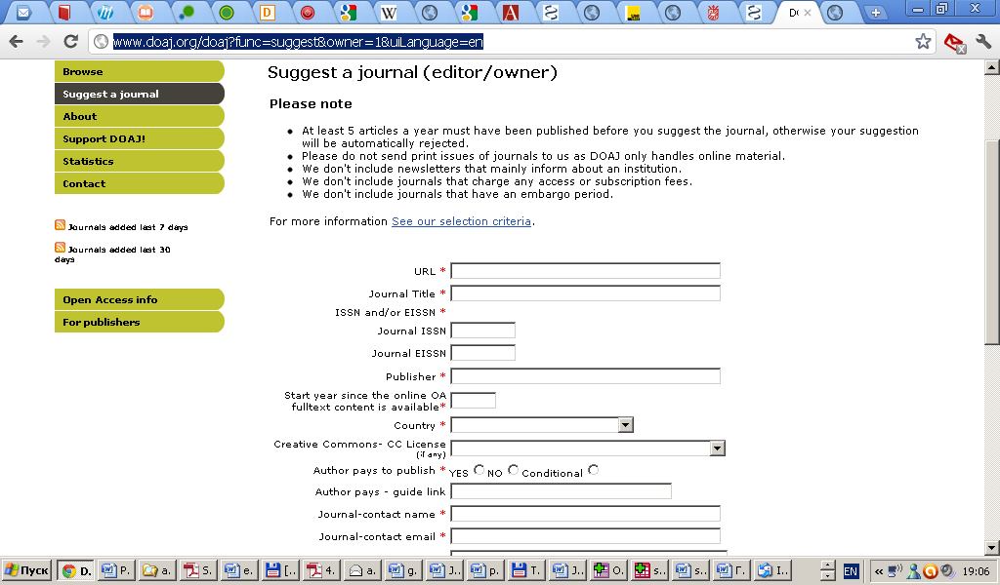 www.doaj.org/doaj?func=suggest&owner=1&uiLanguage=en
Browse
Suggest a journal
About
Support DOAJ!
Statistics
Contact
Journals added last 7 days
Journals added last 30
days
Open Access info
For publishers
Suggest a journal (editor/owner)
Please note
At least 5 articles a year must have been published before you suggest the journal, otherwise your suggestion
will be automatically rejected.
Please do not send print issues of journals to us as DOAJ only handles online material.
We don't include newsletters that mainly inform about an institution.
We don't include journals that charge any access or subscription fees.
We don't include journals that have an embargo period.
For more information See our selection criteria.
URL *
Journal Title *
ISSN and/or EISSN *
Journal ISSN
Journal EISSN
Publisher *
Start year since the online OA
fulltext content is available*
Country *
Creative Commons- CC License
(if any)
Author pays to publish * YES NO Conditional
Author pays - guide link
Journal-contact name *
Journal-contact email *
Пуск D. P. a. S. e. [.. 4. a. g. J.. p. T. J.. O. s.. s.. Г. I.. EN « 19:06